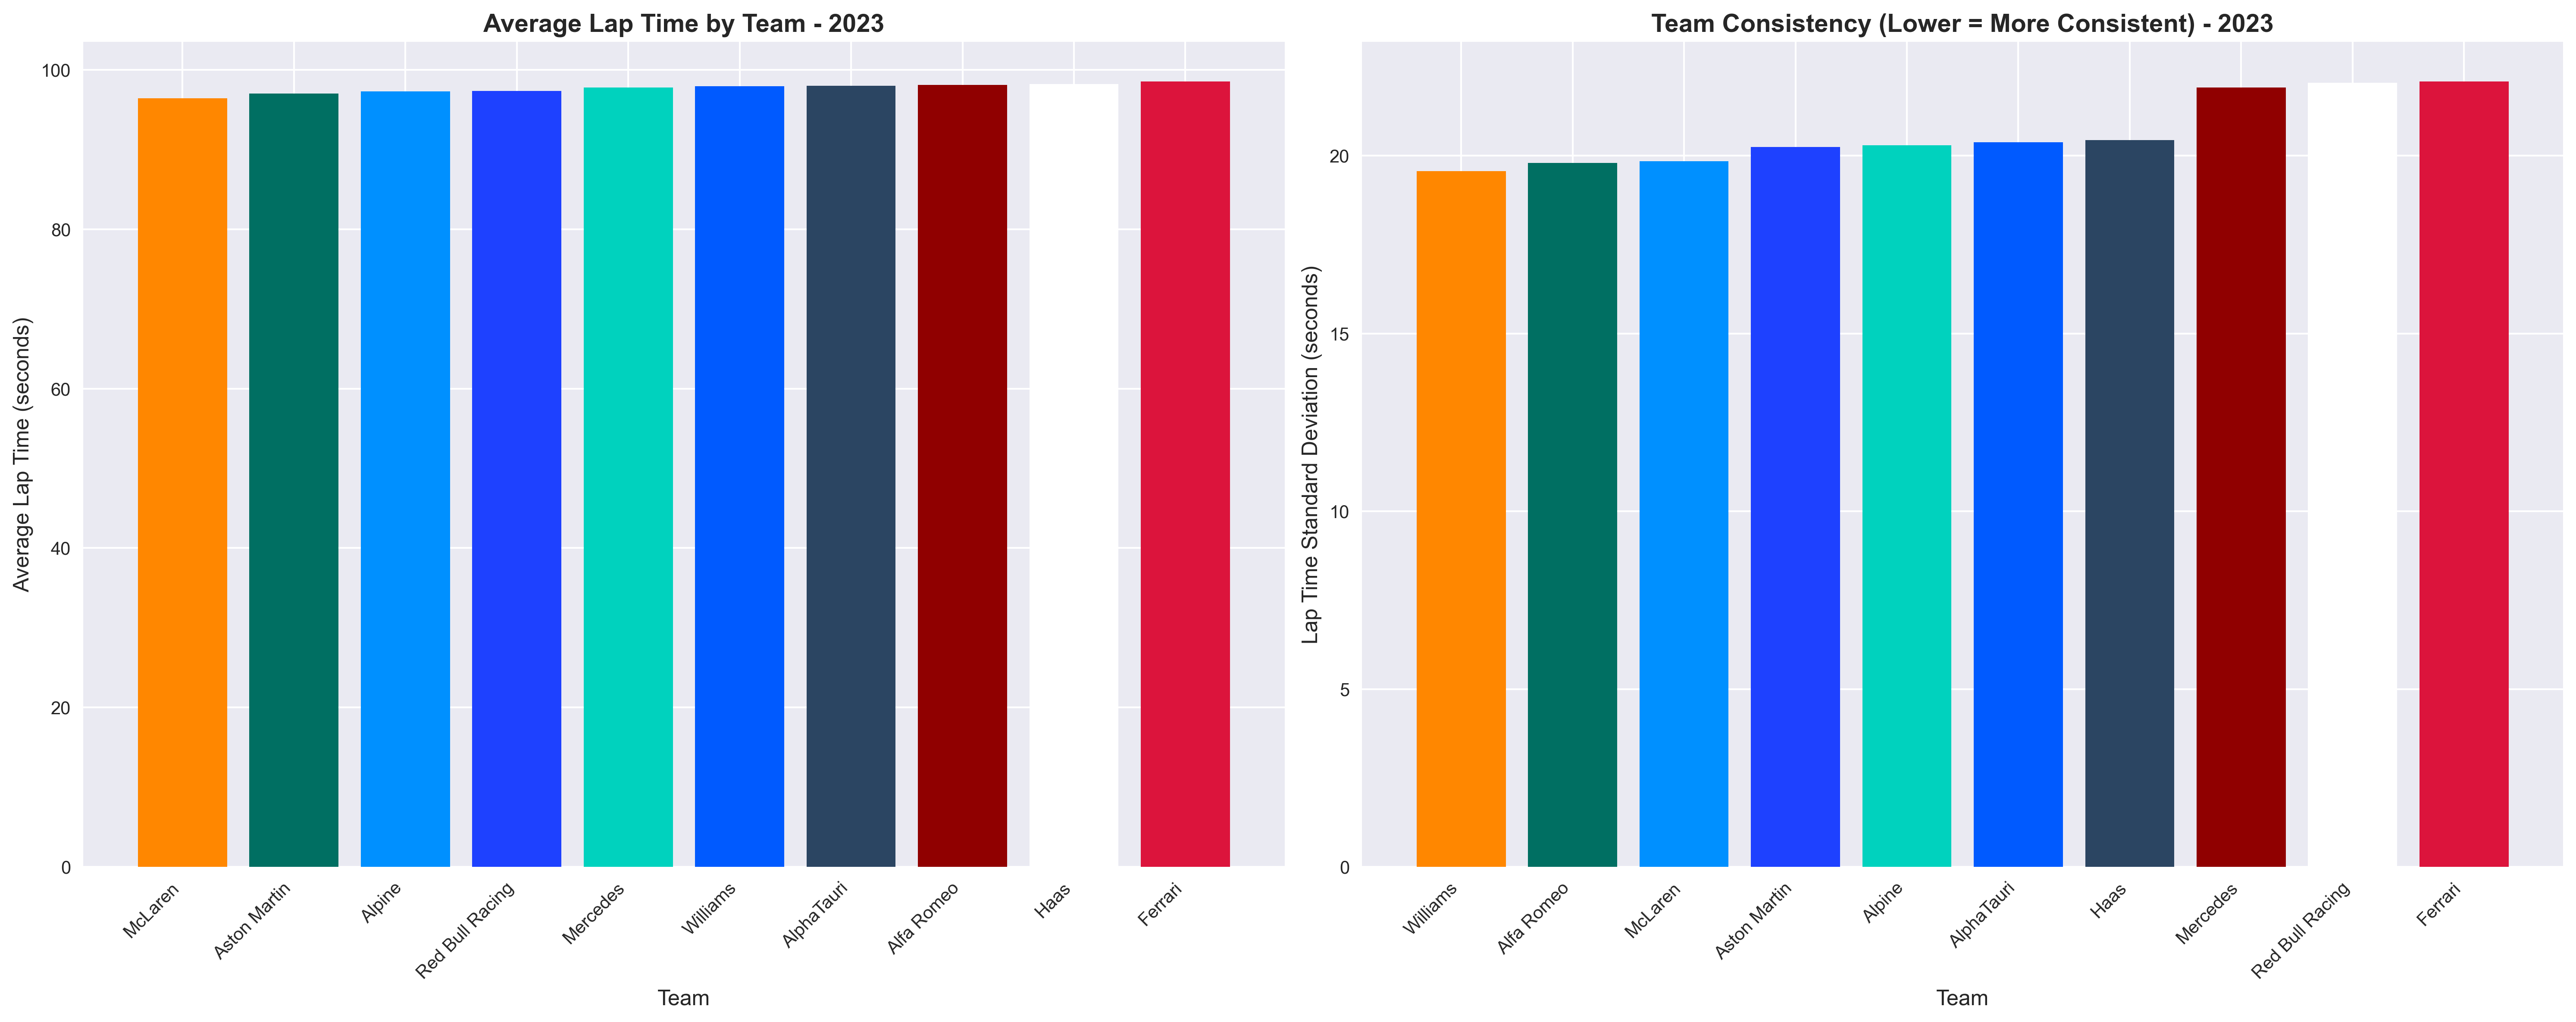 Average Lap Time by Team - 2023
Average Lap Time (seconds)
100
80
60
40
20
0
McLaren
Aston Martin
Alpine
Red Bull Racing
Mercedes
Williams
AlphaTauri
Alfa Romeo
Haas
Ferrari
Team
Team Consistency (Lower = More Consistent) - 2023
Lap Time Standard Deviation (seconds)
20
15
10
5
0
Williams
Alfa Romeo
McLaren
Aston Martin
Alpine
AlphaTauri
Haas
Mercedes
Red Bull Racing
Ferrari
Team